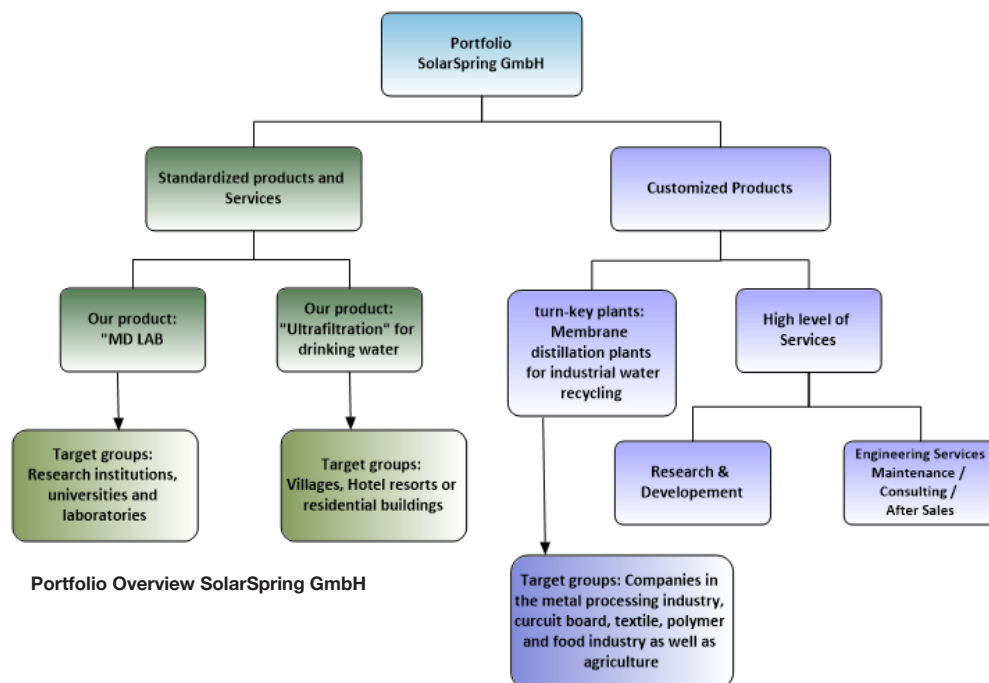 Portfolio
SolarSpring GmbH
Standardized products and
Services
Customized Products
Our product:
"MD LAB
Our product:
"Ultrafiltration" for
drinking water
turn-key plants:
Membrane
distillation plants
for industrial water
recycling
High level of
Services
Target groups:
Research institutions,
universities and
laboratories
Target groups:
Villages, Hotel resorts or
residential buildings
Research &
Developement
Engineering Services
Maintenance /
Consulting /
After Sales
Portfolio Overview SolarSpring GmbH
Target groups: Companies in
the metal processing industry,
curcuit board, textile, polymer
and food industry as well as
agriculture